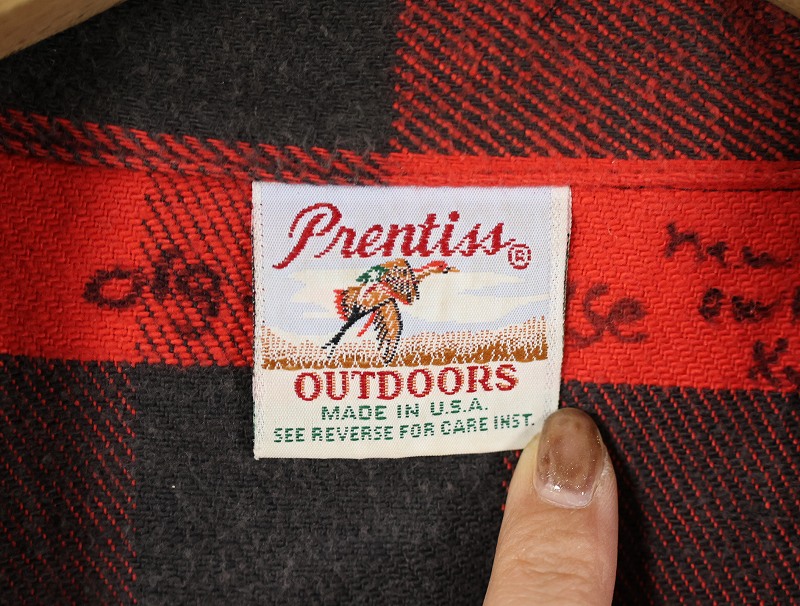 Prentiss®
OUTDOORS
MADE IN U.S.A.
SEE REVERSE FOR CARE INST.